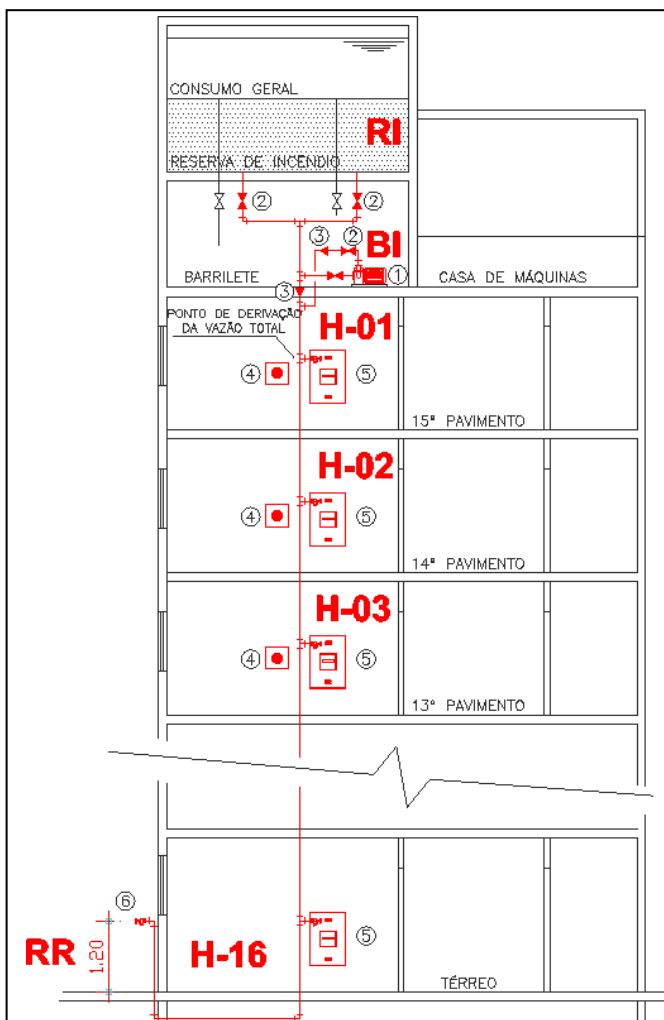 CONSUMO GERAL
RI
RESERVA DE INCÊNDIO
2
2
3
2
BI
1
BARRILETE
CASA DE MÁQUINAS
3
PONTO DE DERIVAÇÃO
DA VAZÃO TOTAL
H-01
4
5
15º PAVIMENTO
H-02
4
5
14º PAVIMENTO
H-03
4
5
13º PAVIMENTO
6
5
RR
1,20
H-16
TÉRREO